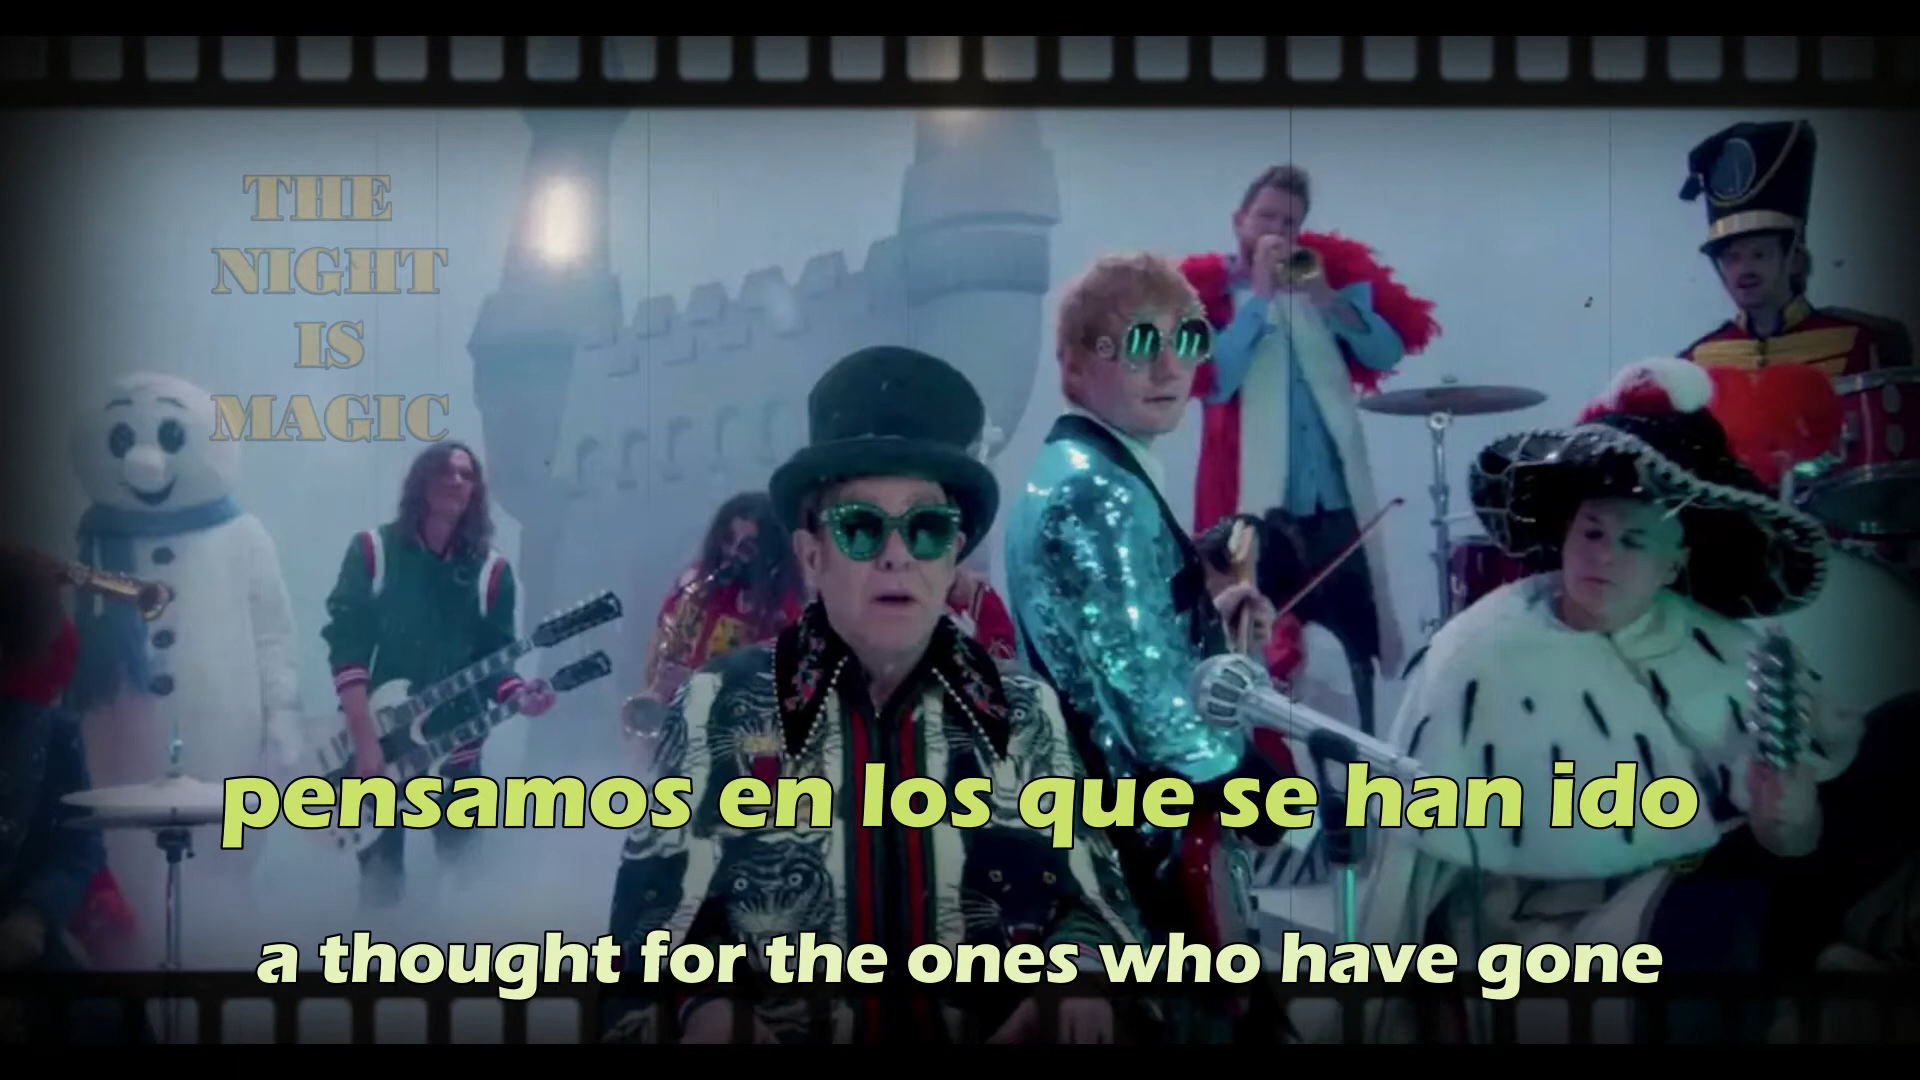 THE
NIGHT
IS
MAGIC
pensamos en los que se han ido
a thought for the ones who have gone